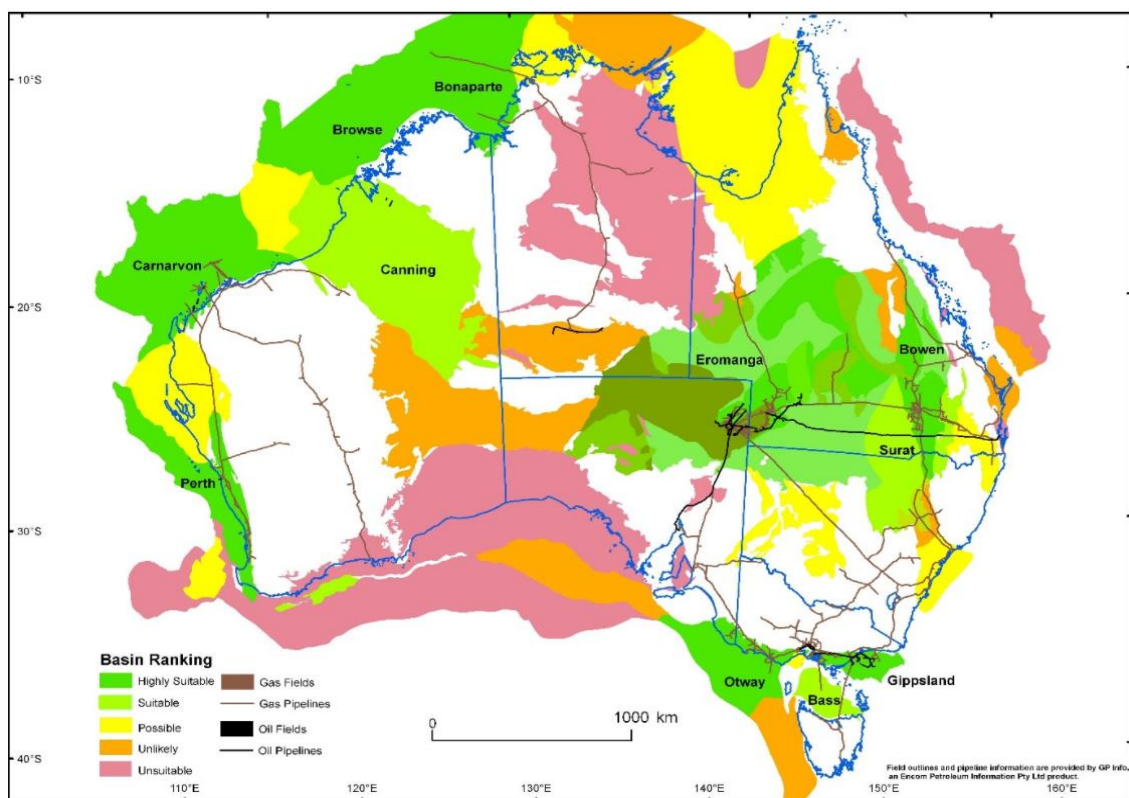 10°S
20°S
30°S
40°S
110°E
120°E
130°E
140°E
150°E
160°E
Bonaparte
Browse
Carnarvon
Canning
Eromanga
Bowen
Surat
Perth
Otway
Gippsland
Bass
Basin Ranking
Highly Suitable
Suitable
Possible
Unlikely
Unsuitable
Gas Fields
Gas Pipelines
Oil Fields
Oil Pipelines
0 1000 km
Field outlines and pipeline information are provided by GP Info,
an Encom Petroleum Information Pty Ltd product.